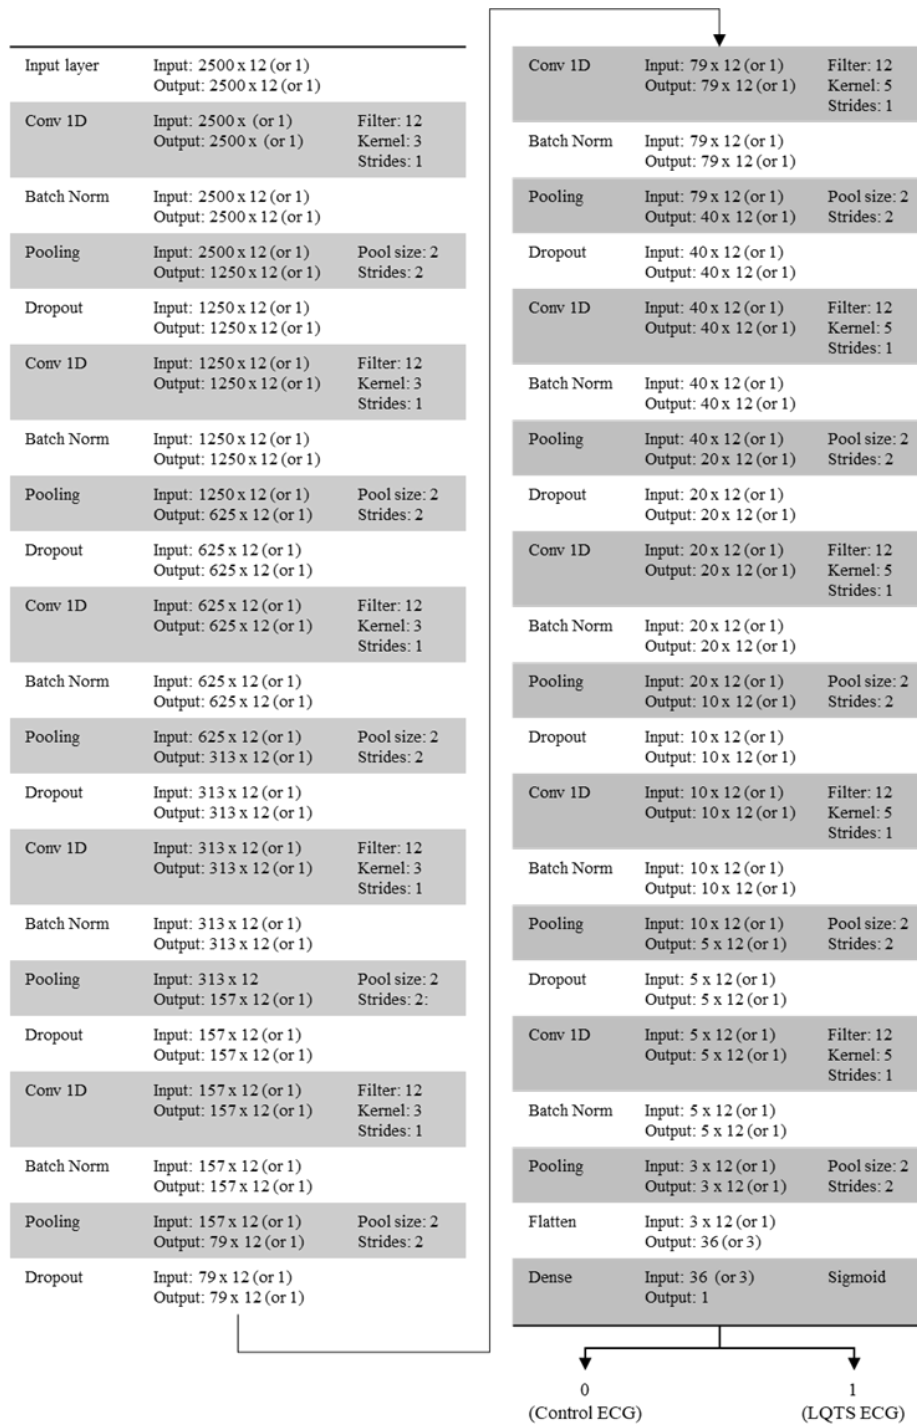 Input layer Input: 2500 x 12 (or 1)
Output: 2500 x 12 (or 1)
Conv 1D Input: 2500 x (or 1) Filter: 12
Output: 2500 x (or 1) Kernel: 3
Strides: 1
Batch Norm Input: 2500 x 12 (or 1)
Output: 2500 x 12 (or 1)
Pooling Input: 2500 x 12 (or 1) Pool size: 2
Output: 1250 x 12 (or 1) Strides: 2
Dropout Input: 1250 x 12 (or 1)
Output: 1250 x 12 (or 1)
Conv 1D Input: 1250 x 12 (or 1) Filter: 12
Output: 1250 x 12 (or 1) Kernel: 3
Strides: 1
Batch Norm Input: 1250 x 12 (or 1)
Output: 1250 x 12 (or 1)
Pooling Input: 1250 x 12 (or 1) Pool size: 2
Output: 625 x 12 (or 1) Strides: 2
Dropout Input: 625 x 12 (or 1)
Output: 625 x 12 (or 1)
Conv 1D Input: 625 x 12 (or 1) Filter: 12
Output: 625 x 12 (or 1) Kernel: 3
Strides: 1
Batch Norm Input: 625 x 12 (or 1)
Output: 625 x 12 (or 1)
Pooling Input: 625 x 12 (or 1) Pool size: 2
Output: 313 x 12 (or 1) Strides: 2
Dropout Input: 313 x 12 (or 1)
Output: 313 x 12 (or 1)
Conv 1D Input: 313 x 12 (or 1) Filter: 12
Output: 313 x 12 (or 1) Kernel: 3
Strides: 1
Batch Norm Input: 313 x 12 (or 1)
Output: 313 x 12 (or 1)
Pooling Input: 313 x 12 Pool size: 2
Output: 157 x 12 (or 1) Strides: 2:
Dropout Input: 157 x 12 (or 1)
Output: 157 x 12 (or 1)
Conv 1D Input: 157 x 12 (or 1) Filter: 12
Output: 157 x 12 (or 1) Kernel: 3
Strides: 1
Batch Norm Input: 157 x 12 (or 1)
Output: 157 x 12 (or 1)
Pooling Input: 157 x 12 (or 1) Pool size: 2
Output: 79 x 12 (or 1) Strides: 2
Dropout Input: 79 x 12 (or 1)
Output: 79 x 12 (or 1)
Conv 1D Input: 79 x 12 (or 1) Filter: 12
Output: 79 x 12 (or 1) Kernel: 5
Strides: 1
Batch Norm Input: 79 x 12 (or 1)
Output: 79 x 12 (or 1)
Pooling Input: 79 x 12 (or 1) Pool size: 2
Output: 40 x 12 (or 1) Strides: 2
Dropout Input: 40 x 12 (or 1)
Output: 40 x 12 (or 1)
Conv 1D Input: 40 x 12 (or 1) Filter: 12
Output: 40 x 12 (or 1) Kernel: 5
Strides: 1
Batch Norm Input: 40 x 12 (or 1)
Output: 40 x 12 (or 1)
Pooling Input: 40 x 12 (or 1) Pool size: 2
Output: 20 x 12 (or 1) Strides: 2
Dropout Input: 20 x 12 (or 1)
Output: 20 x 12 (or 1)
Conv 1D Input: 20 x 12 (or 1) Filter: 12
Output: 20 x 12 (or 1) Kernel: 5
Strides: 1
Batch Norm Input: 20 x 12 (or 1)
Output: 20 x 12 (or 1)
Pooling Input: 20 x 12 (or 1) Pool size: 2
Output: 10 x 12 (or 1) Strides: 2
Dropout Input: 10 x 12 (or 1)
Output: 10 x 12 (or 1)
Conv 1D Input: 10 x 12 (or 1) Filter: 12
Output: 10 x 12 (or 1) Kernel: 5
Strides: 1
Batch Norm Input: 10 x 12 (or 1)
Output: 10 x 12 (or 1)
Pooling Input: 10 x 12 (or 1) Pool size: 2
Output: 5 x 12 (or 1) Strides: 2
Dropout Input: 5 x 12 (or 1)
Output: 5 x 12 (or 1)
Conv 1D Input: 5 x 12 (or 1) Filter: 12
Output: 5 x 12 (or 1) Kernel: 5
Strides: 1
Batch Norm Input: 5 x 12 (or 1)
Output: 5 x 12 (or 1)
Pooling Input: 3 x 12 (or 1) Pool size: 2
Output: 3 x 12 (or 1) Strides: 2
Flatten Input: 3 x 12 (or 1)
Output: 36 (or 3)
Dense Input: 36 (or 3) Sigmoid
Output: 1
0 1
(Control ECG) (LQTS ECG)